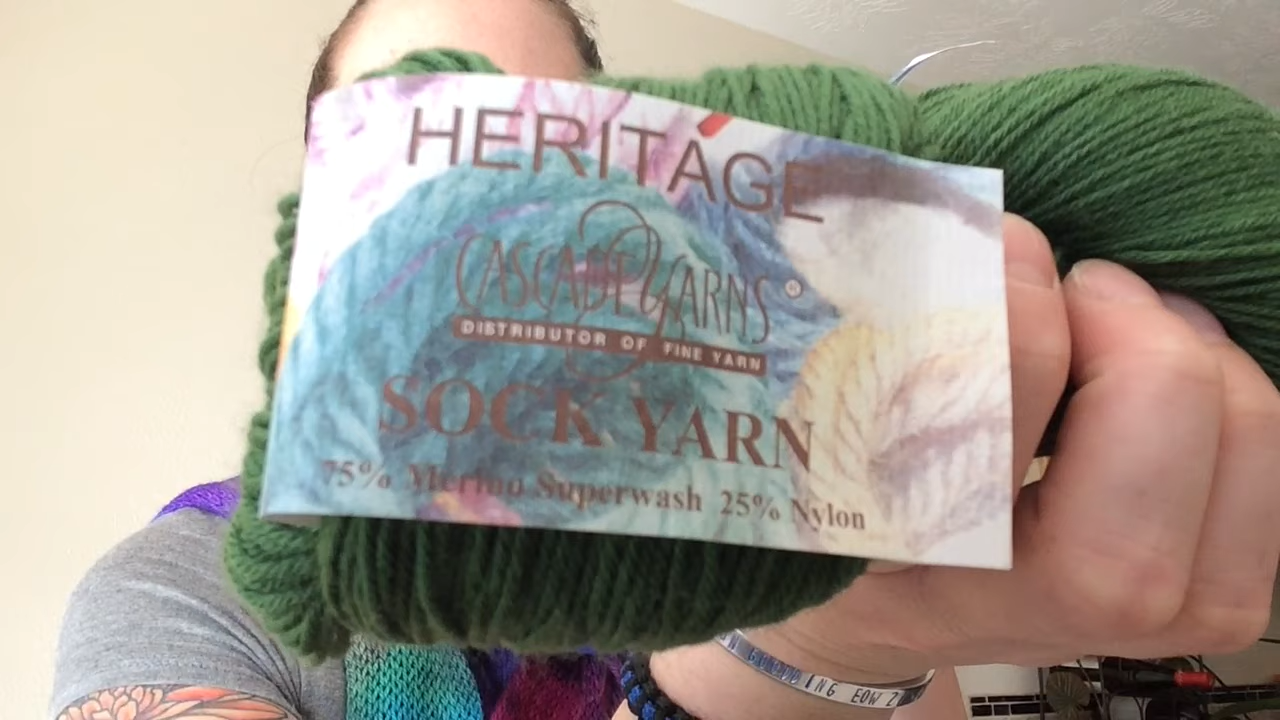 HERITAGE
CASCADE YARNS ®
DISTRIBUTOR OF FINE YARN
SOCK YARN
75% Merino Superwash 25% Nylon